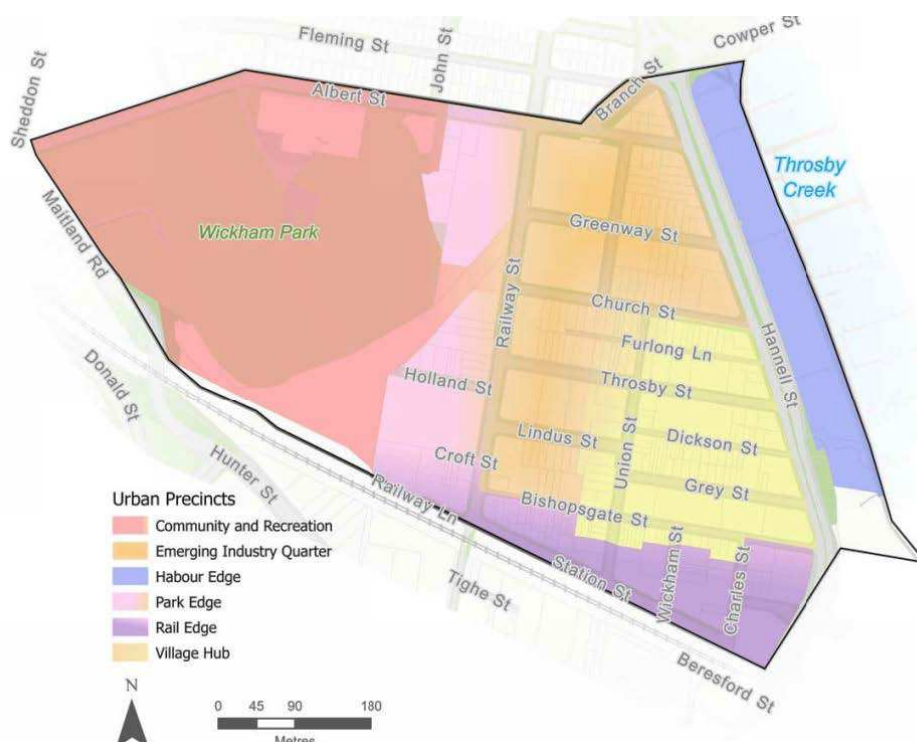 Cowper St
Fleming St
John St
Sheddon St
Albert St
Branch St
Throsby
Creek
Maitland Rd
Wickham Park
Greenway St
Railway St
Church St
Hannell St
Furlong Ln
Donald St
Holland St
Throsby St
Lindus St
Union St
Dickson St
Hunter St
Croft St
Grey St
Railway Ln
Bishopsgate St
Station St
Wickham St
Charles St
Tighe St
Beresford St
Urban Precincts
Community and Recreation
Emerging Industry Quarter
Habour Edge
Park Edge
Rail Edge
Village Hub
N
0 45 90 180
Metres